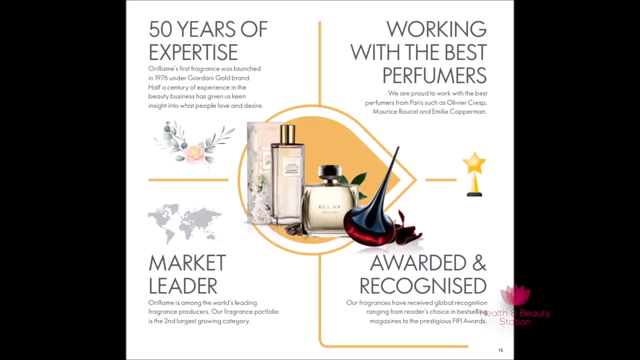 50 YEARS OF
EXPERTISE
Oriflame's first fragrance was launched
in 1976 under Giordani Gold brand.
Half a century of experience in the
beauty business has given us keen
insight into what people love and desire.
WORKING
WITH THE BEST
PERFUMERS
We are proud to work with the best
perfumers from Paris such as Olivier Cresp,
Maurice Roucel and Emilie Copperman.
MARKET
LEADER
Oriflame is among the world's leading
fragrance producers. Our fragrance portfolio
is the 2nd largest growing category.
AWARDED &
RECOGNISED
Our fragrances have received global recognition
ranging from reader's choice in bestselling
magazines to the prestigious FIFI Awards.
Health & Beauty
Station
15